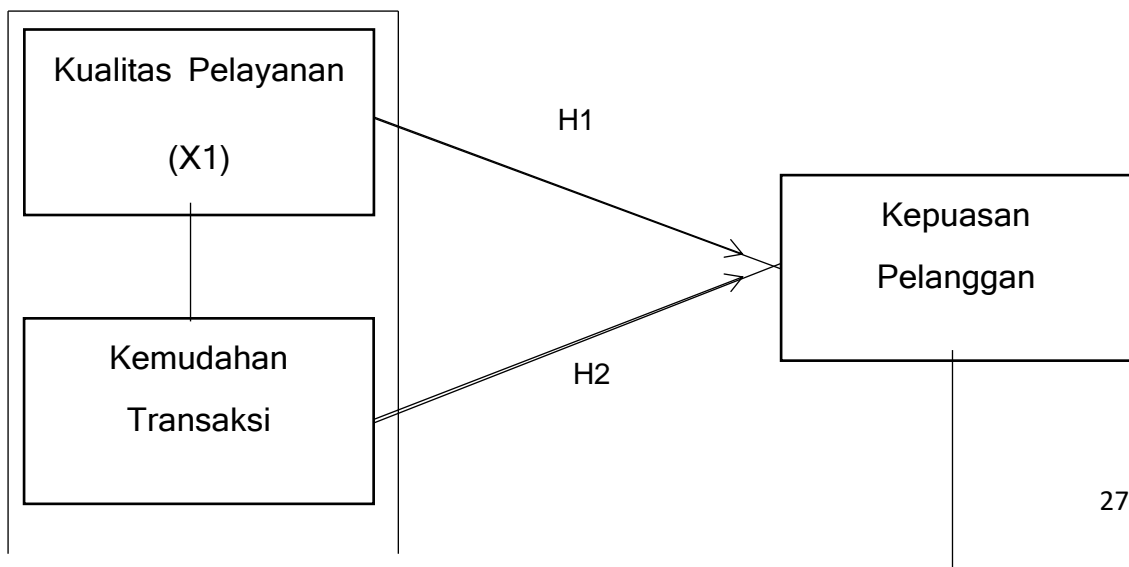 Kualitas Pelayanan
(X1)
H1
Kepuasan
Pelanggan
Kemudahan
Transaksi
H2
27